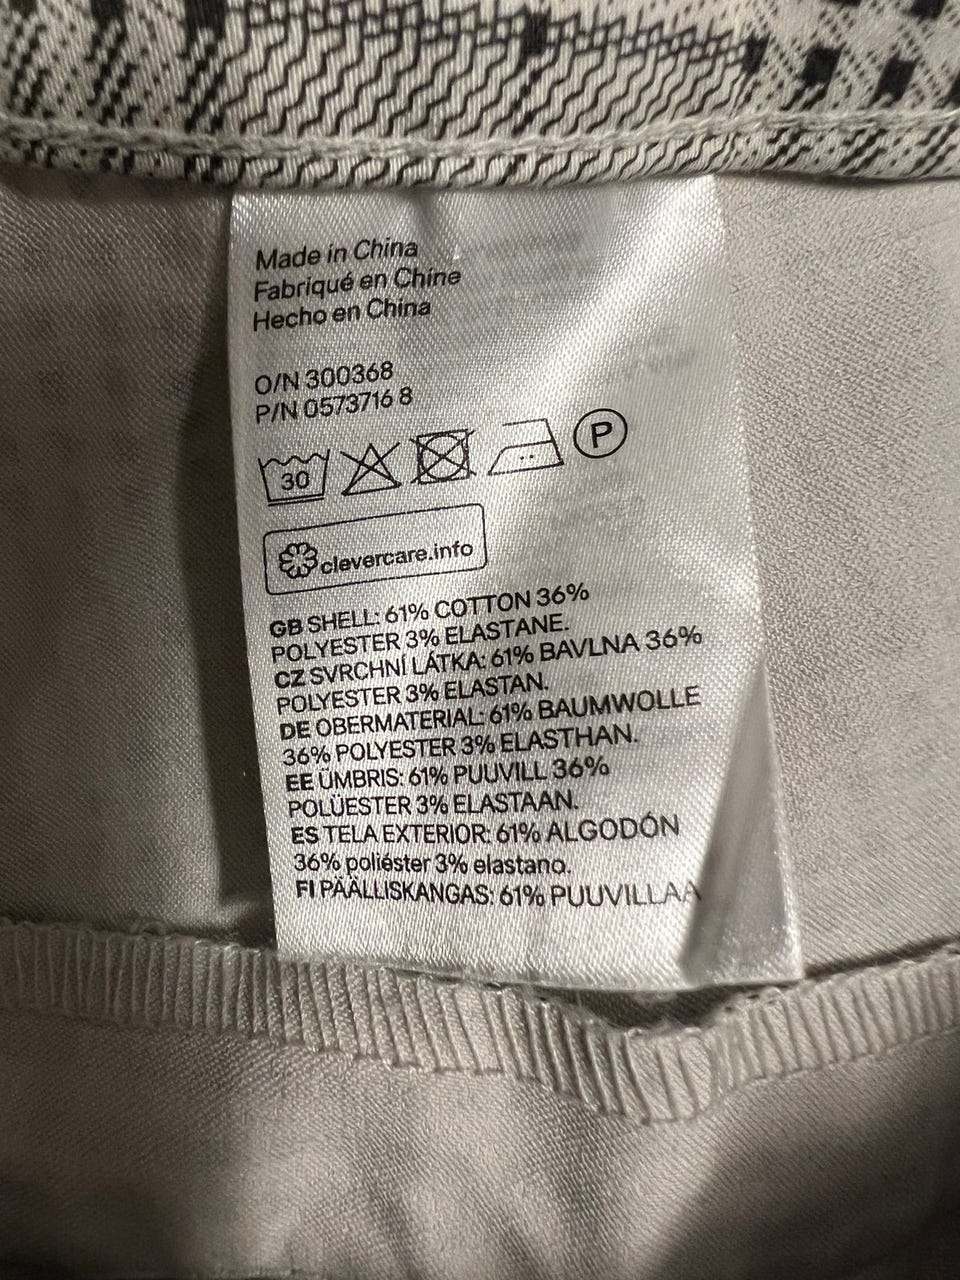 Made in China
Fabriqué en Chine
Hecho en China
O/N 300368
P/N 0573716 8
30
P
clevercare.info
GB SHELL: 61% COTTON 36%
POLYESTER 3% ELASTANE.
CZ SVRCHNÍ LÁTKA: 61% BAVLNA 36%
POLYESTER 3% ELASTAN.
DE OBERMATERIAL: 61% BAUMWOLLE
36% POLYESTER 3% ELASTHAN.
EE ÜMBRIS: 61% PUUVILL 36%
POLÜESTER 3% ELASTAAN.
ES TELA EXTERIOR: 61% ALGODÓN
36% poliéster 3% elastano.
FI PÄÄLLISKANGAS: 61% PUUVILLAA